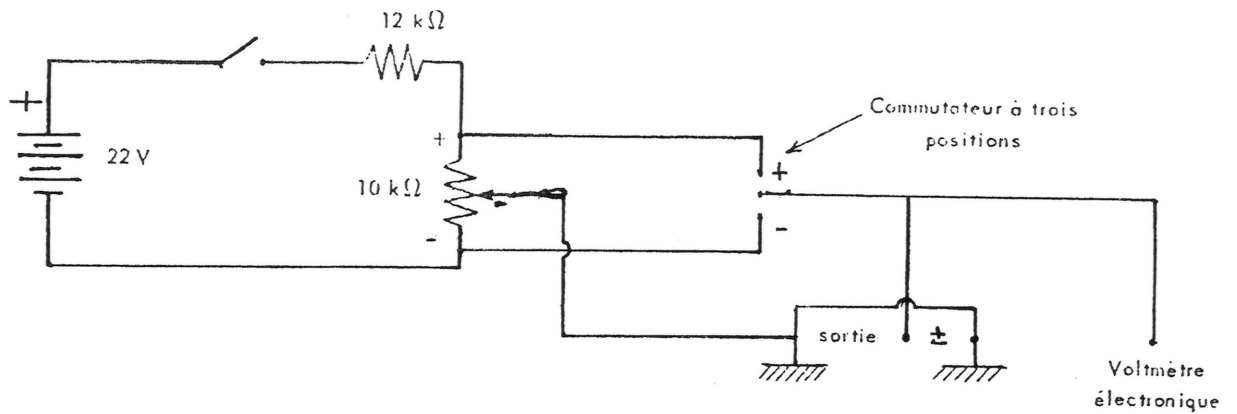 12 kΩ
+
22 V
Commutateur à trois
positions
+
+
10 kΩ
-
-
sortie
±
Voltmètre
électronique